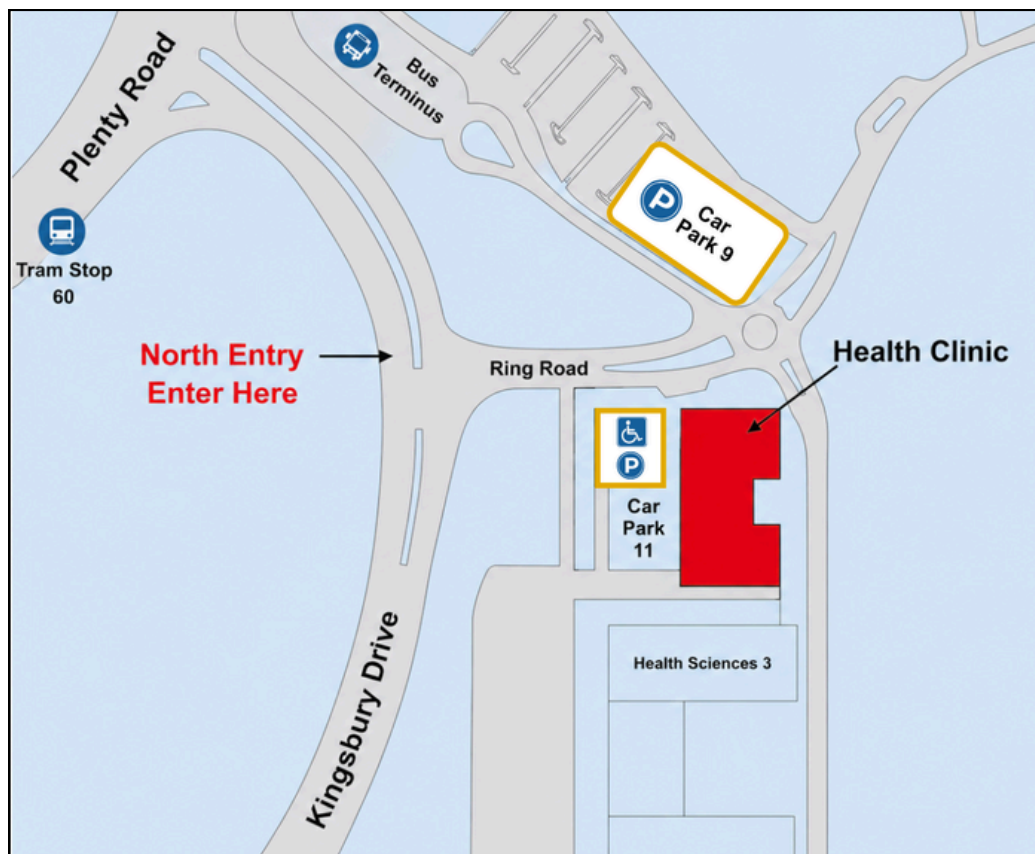 Plenty Road
Bus
Terminus
P
Car
Park 9
Tram Stop
60
North Entry
Enter Here
Ring Road
Health Clinic
P
Car
Park
11
Kingsbury Drive
Health Sciences 3